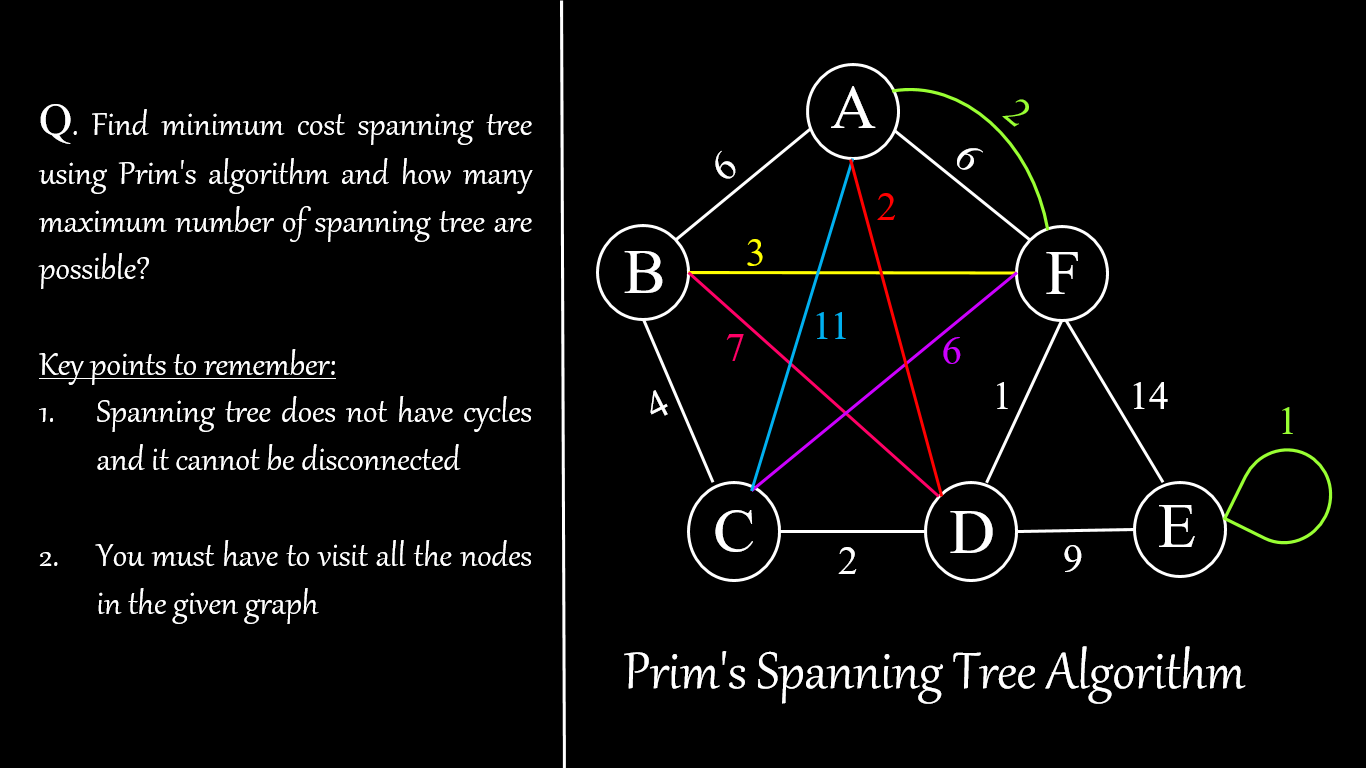 Q. Find minimum cost spanning tree
using Prim's algorithm and how many
maximum number of spanning tree are
possible?
Key points to remember:
1. Spanning tree does not have cycles
and it cannot be disconnected
2. You must have to visit all the nodes
in the given graph
A
2
6
6
2
B
3
F
11
7
6
4
1
14
1
C
D
E
2
9
Prim's Spanning Tree Algorithm